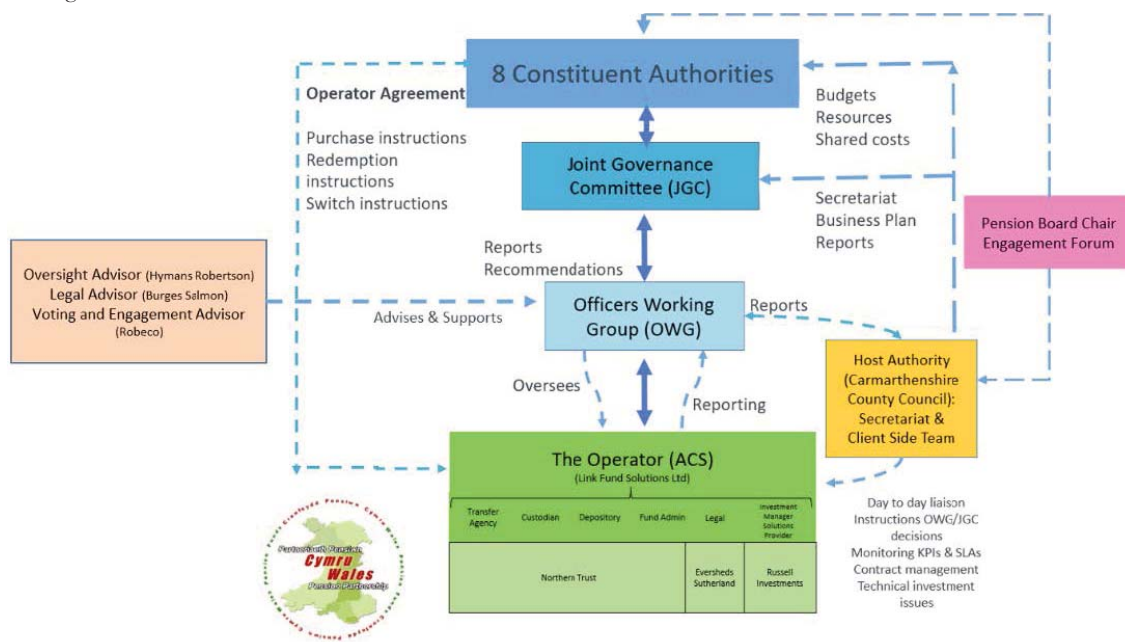 8 Constituent Authorities
Operator Agreement
Purchase instructions
Redemption
instructions
Switch instructions
Budgets
Resources
Shared costs
Joint Governance
Committee (JGC)
Secretariat
Business Plan
Reports
Pension Board Chair
Engagement Forum
Oversight Advisor (Hymans Robertson)
Legal Advisor (Burges Salmon)
Voting and Engagement Advisor
(Robeco)
Reports
Recommendations
Advises & Supports
Officers Working
Group (OWG)
Reports
Host Authority
(Carmarthenshire
County Council):
Secretariat &
Client Side Team
Oversees
Reporting
The Operator (ACS)
(Link Fund Solutions Ltd)
Transfer
Agency
Custodian
Depository
Fund Admin
Legal
Investment
Manager
Solutions
Provider
Northern Trust
Eversheds
Sutherland
Russell
Investments
Day to day liaison
Instructions OWG/JGC
decisions
Monitoring KPIs & SLAs
Contract management
Technical investment
issues
Partneriaeth Pensiwn
Cymru
Wales
Pension Partnership